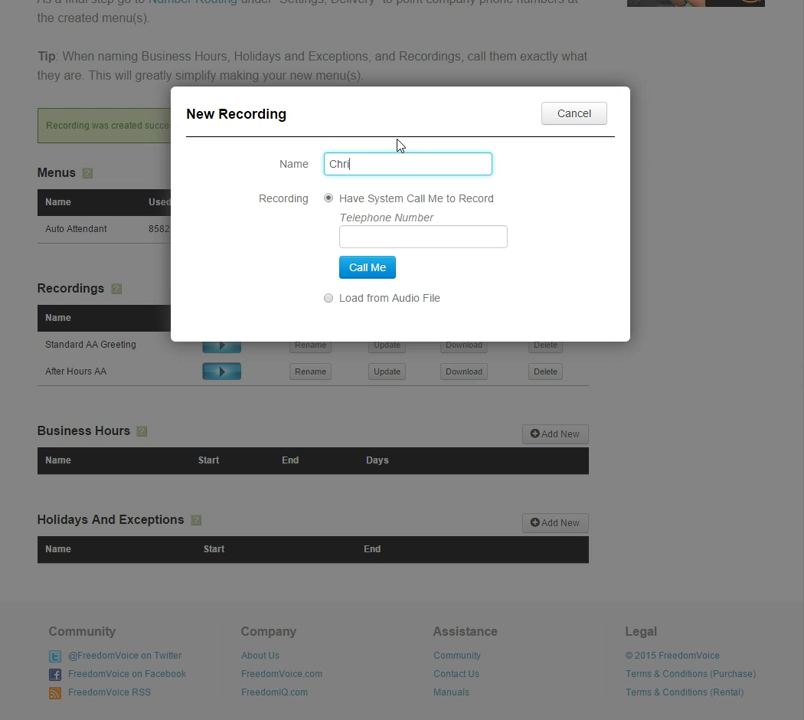 As a final step go to Number Routing under "Settings, Delivery" to point company phone numbers at
the created menu(s).
Tip: When naming Business Hours, Holidays and Exceptions, and Recordings, call them exactly what
they are. This will greatly simplify making your new menu(s).
New Recording
Cancel
Recording was created succe
Name Chri
Menus ?
Recording Have System Call Me to Record
Name Used
Telephone Number
Auto Attendant 8582
Call Me
Recordings ?
Load from Audio File
Name
Standard AA Greeting Rename Update Download Delete
After Hours AA Rename Update Download Delete
Business Hours ? Add New
Name Start End Days
Holidays And Exceptions ? Add New
Name Start End
Community Company Assistance Legal
@FreedomVoice on Twitter About Us Community © 2015 FreedomVoice
FreedomVoice on Facebook FreedomVoice.com Contact Us Terms & Conditions (Purchase)
FreedomVoice RSS FreedomIQ.com Manuals Terms & Conditions (Rental)